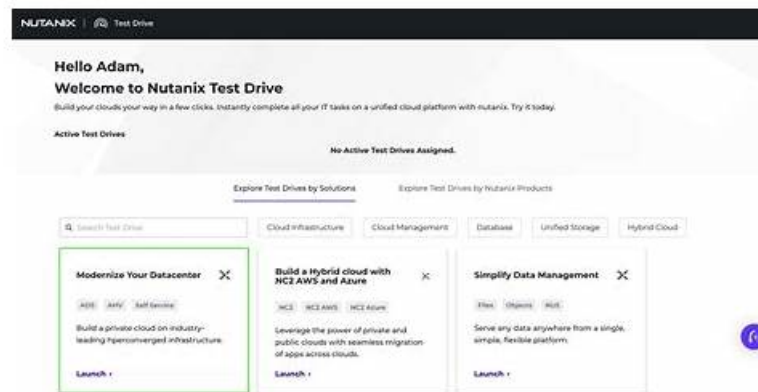 NUTANIX | Test Drive
Hello Adam,
Welcome to Nutanix Test Drive
Build your clouds your way in a few clicks. Instantly complete all your IT tasks on a unified cloud platform with nutanix. Try it today.
Active Test Drives
No Active Test Drives Assigned.
Explore Test Drives by Solutions
Explore Test Drives by Nutanix Products
Search Test Drive
Cloud Infrastructure
Cloud Management
Database
Unified Storage
Hybrid Cloud
Modernize Your Datacenter
AOS AHV Self Service
Build a private cloud on industry-
leading hyperconverged infrastructure.
Launch ›
Build a Hybrid cloud with
NC2 AWS and Azure
NC2 NC2 AWS NC2 Azure
Leverage the power of private and
public clouds with seamless migration
of apps across clouds.
Launch ›
Simplify Data Management
Files Objects NUS
Serve any data anywhere from a single,
simple, flexible platform.
Launch ›